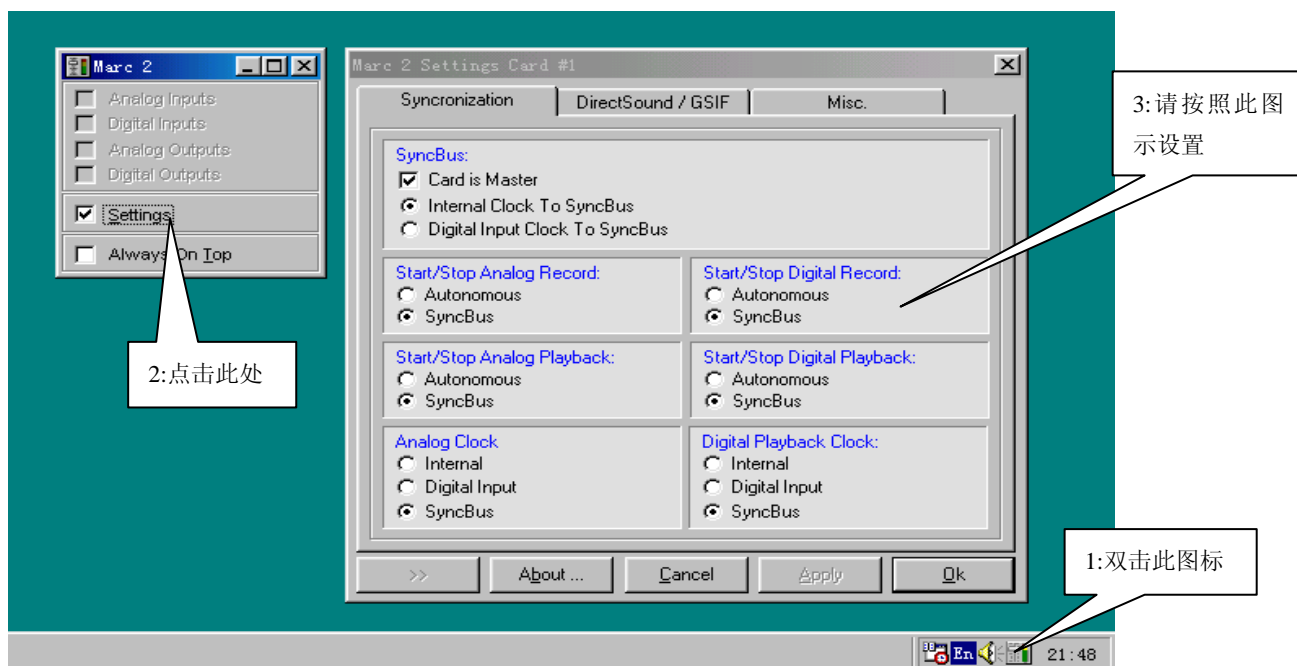 Marc 2
Analog Inputs
Digital Inputs
Analog Outputs
Digital Outputs
Settings
Always On Top
2:点击此处
Marc 2 Settings Card #1
Syncronization
DirectSound / GSIF
Misc.
SyncBus:
Card is Master
Internal Clock To SyncBus
Digital Input Clock To SyncBus
Start/Stop Analog Record:
Autonomous
SyncBus
Start/Stop Digital Record:
Autonomous
SyncBus
Start/Stop Analog Playback:
Autonomous
SyncBus
Start/Stop Digital Playback:
Autonomous
SyncBus
Analog Clock
Internal
Digital Input
SyncBus
Digital Playback Clock:
Internal
Digital Input
SyncBus
>>
About ...
Cancel
Apply
Ok
3:请按照此图
示设置
1:双击此图标
En
21:48